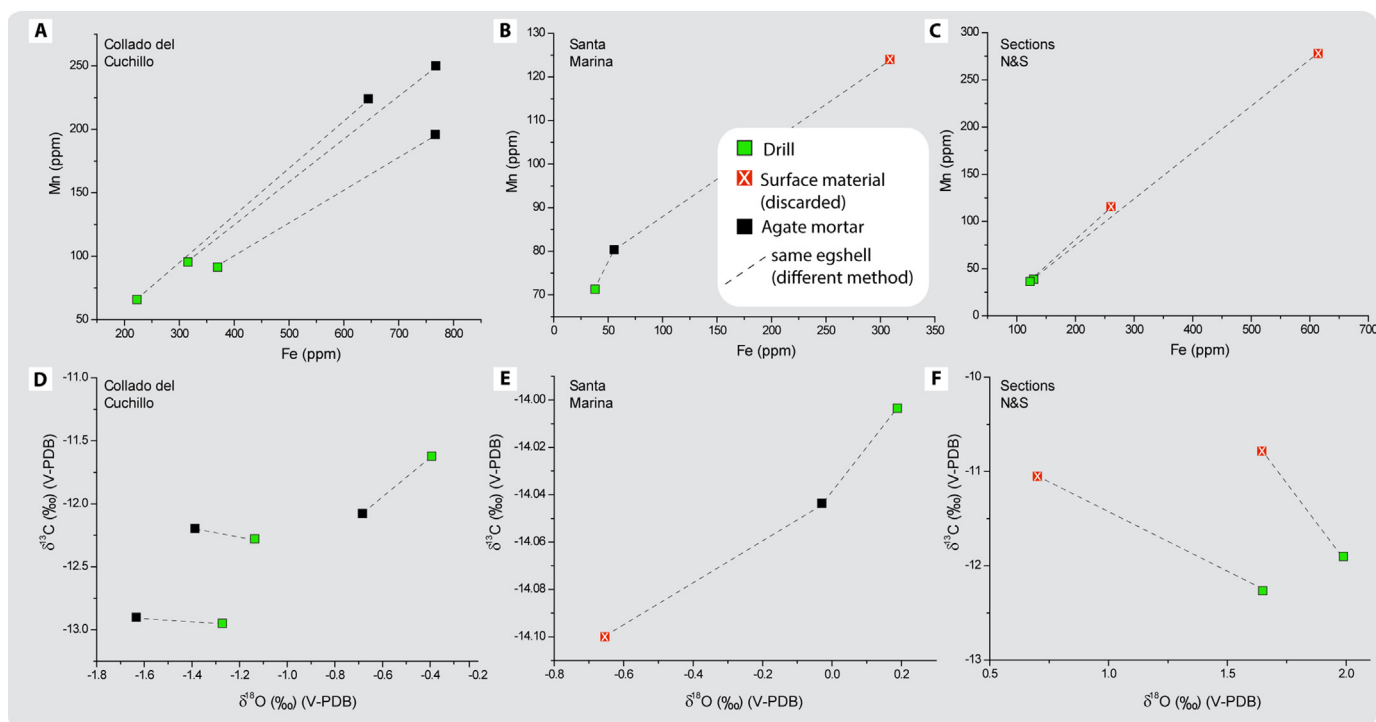 A
Collado del
Cuchillo
250
200
150
100
50
200
300
400
500
600
700
800
Mn (ppm)
Fe (ppm)
B
Santa
Marina
130
120
110
100
90
80
70
0
50
100
150
200
250
300
350
Mn (ppm)
Fe (ppm)
Drill
Surface material
(discarded)
Agate mortar
same egshell
(different method)
C
Sections
N&S
300
250
200
150
100
50
0
100
200
300
400
500
600
700
Mn (ppm)
Fe (ppm)
D
Collado del
Cuchillo
-11.0
-11.5
-12.0
-12.5
-13.0
-1.8
-1.6
-1.4
-1.2
-1.0
-0.8
-0.6
-0.4
-0.2
δ¹³C (‰) (V-PDB)
δ¹⁸O (‰) (V-PDB)
E
Santa
Marina
-14.00
-14.02
-14.04
-14.06
-14.08
-14.10
-0.8
-0.6
-0.4
-0.2
0.0
0.2
δ¹³C (‰) (V-PDB)
δ¹⁸O (‰) (V-PDB)
F
Sections
N&S
-10
-11
-12
-13
0.5
1.0
1.5
2.0
δ¹³C (‰) (V-PDB)
δ¹⁸O (‰) (V-PDB)